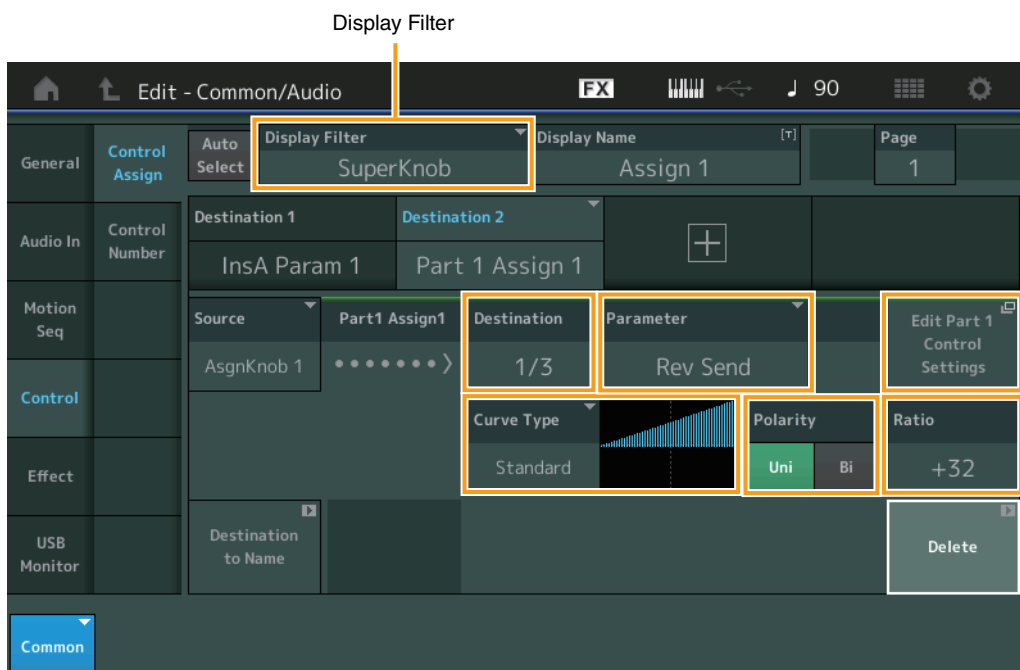 Display Filter
Edit - Common/Audio
FX
♩ 90
General
Control
Assign
Auto
Select
Display Filter
SuperKnob
Display Name
[T]
Assign 1
Page
1
Audio In
Control
Number
Destination 1
InsA Param 1
Destination 2
Part 1 Assign 1
Motion
Seq
Source
AsgnKnob 1
Part1 Assign1
Destination
1/3
Parameter
Rev Send
Edit Part 1
Control
Settings
Control
Curve Type
Standard
Polarity
Uni
Bi
Ratio
+32
Effect
USB
Monitor
Destination
to Name
Delete
Common